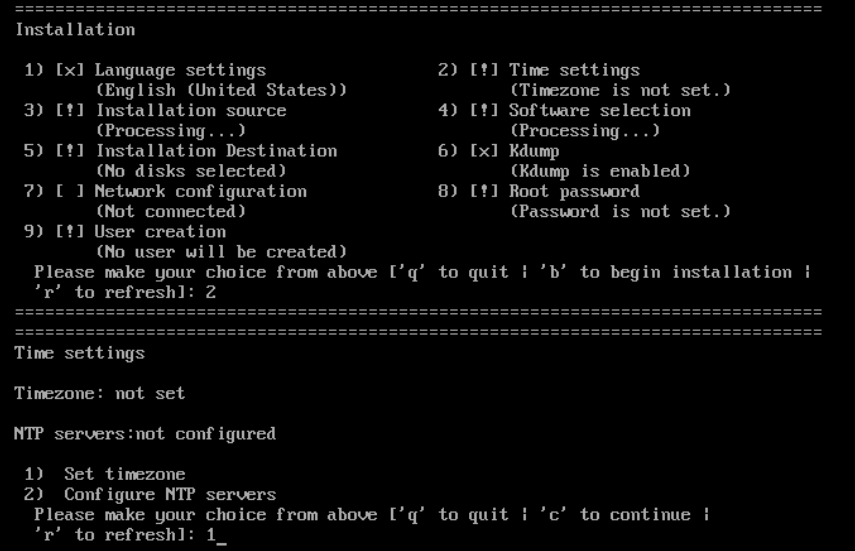 ================================================================================
Installation
1) [x] Language settings 2) [!] Time settings
(English (United States)) (Timezone is not set.)
3) [!] Installation source 4) [!] Software selection
(Processing...) (Processing...)
5) [!] Installation Destination 6) [x] Kdump
(No disks selected) (Kdump is enabled)
7) [ ] Network configuration 8) [!] Root password
(Not connected) (Password is not set.)
9) [!] User creation
(No user will be created)
Please make your choice from above ['q' to quit | 'b' to begin installation |
'r' to refresh]: 2
================================================================================
================================================================================
Time settings
Timezone: not set
NTP servers:not configured
1) Set timezone
2) Configure NTP servers
Please make your choice from above ['q' to quit | 'c' to continue |
'r' to refresh]: 1_